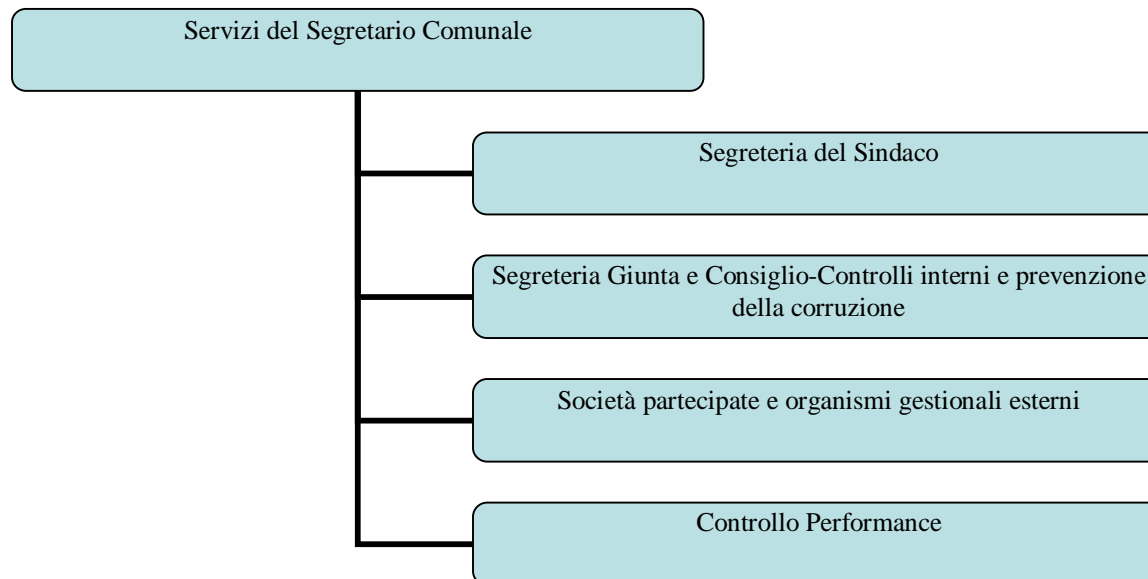 Servizi del Segretario Comunale
Segreteria del Sindaco
Segreteria Giunta e Consiglio-Controlli interni e prevenzione
della corruzione
Società partecipate e organismi gestionali esterni
Controllo Performance